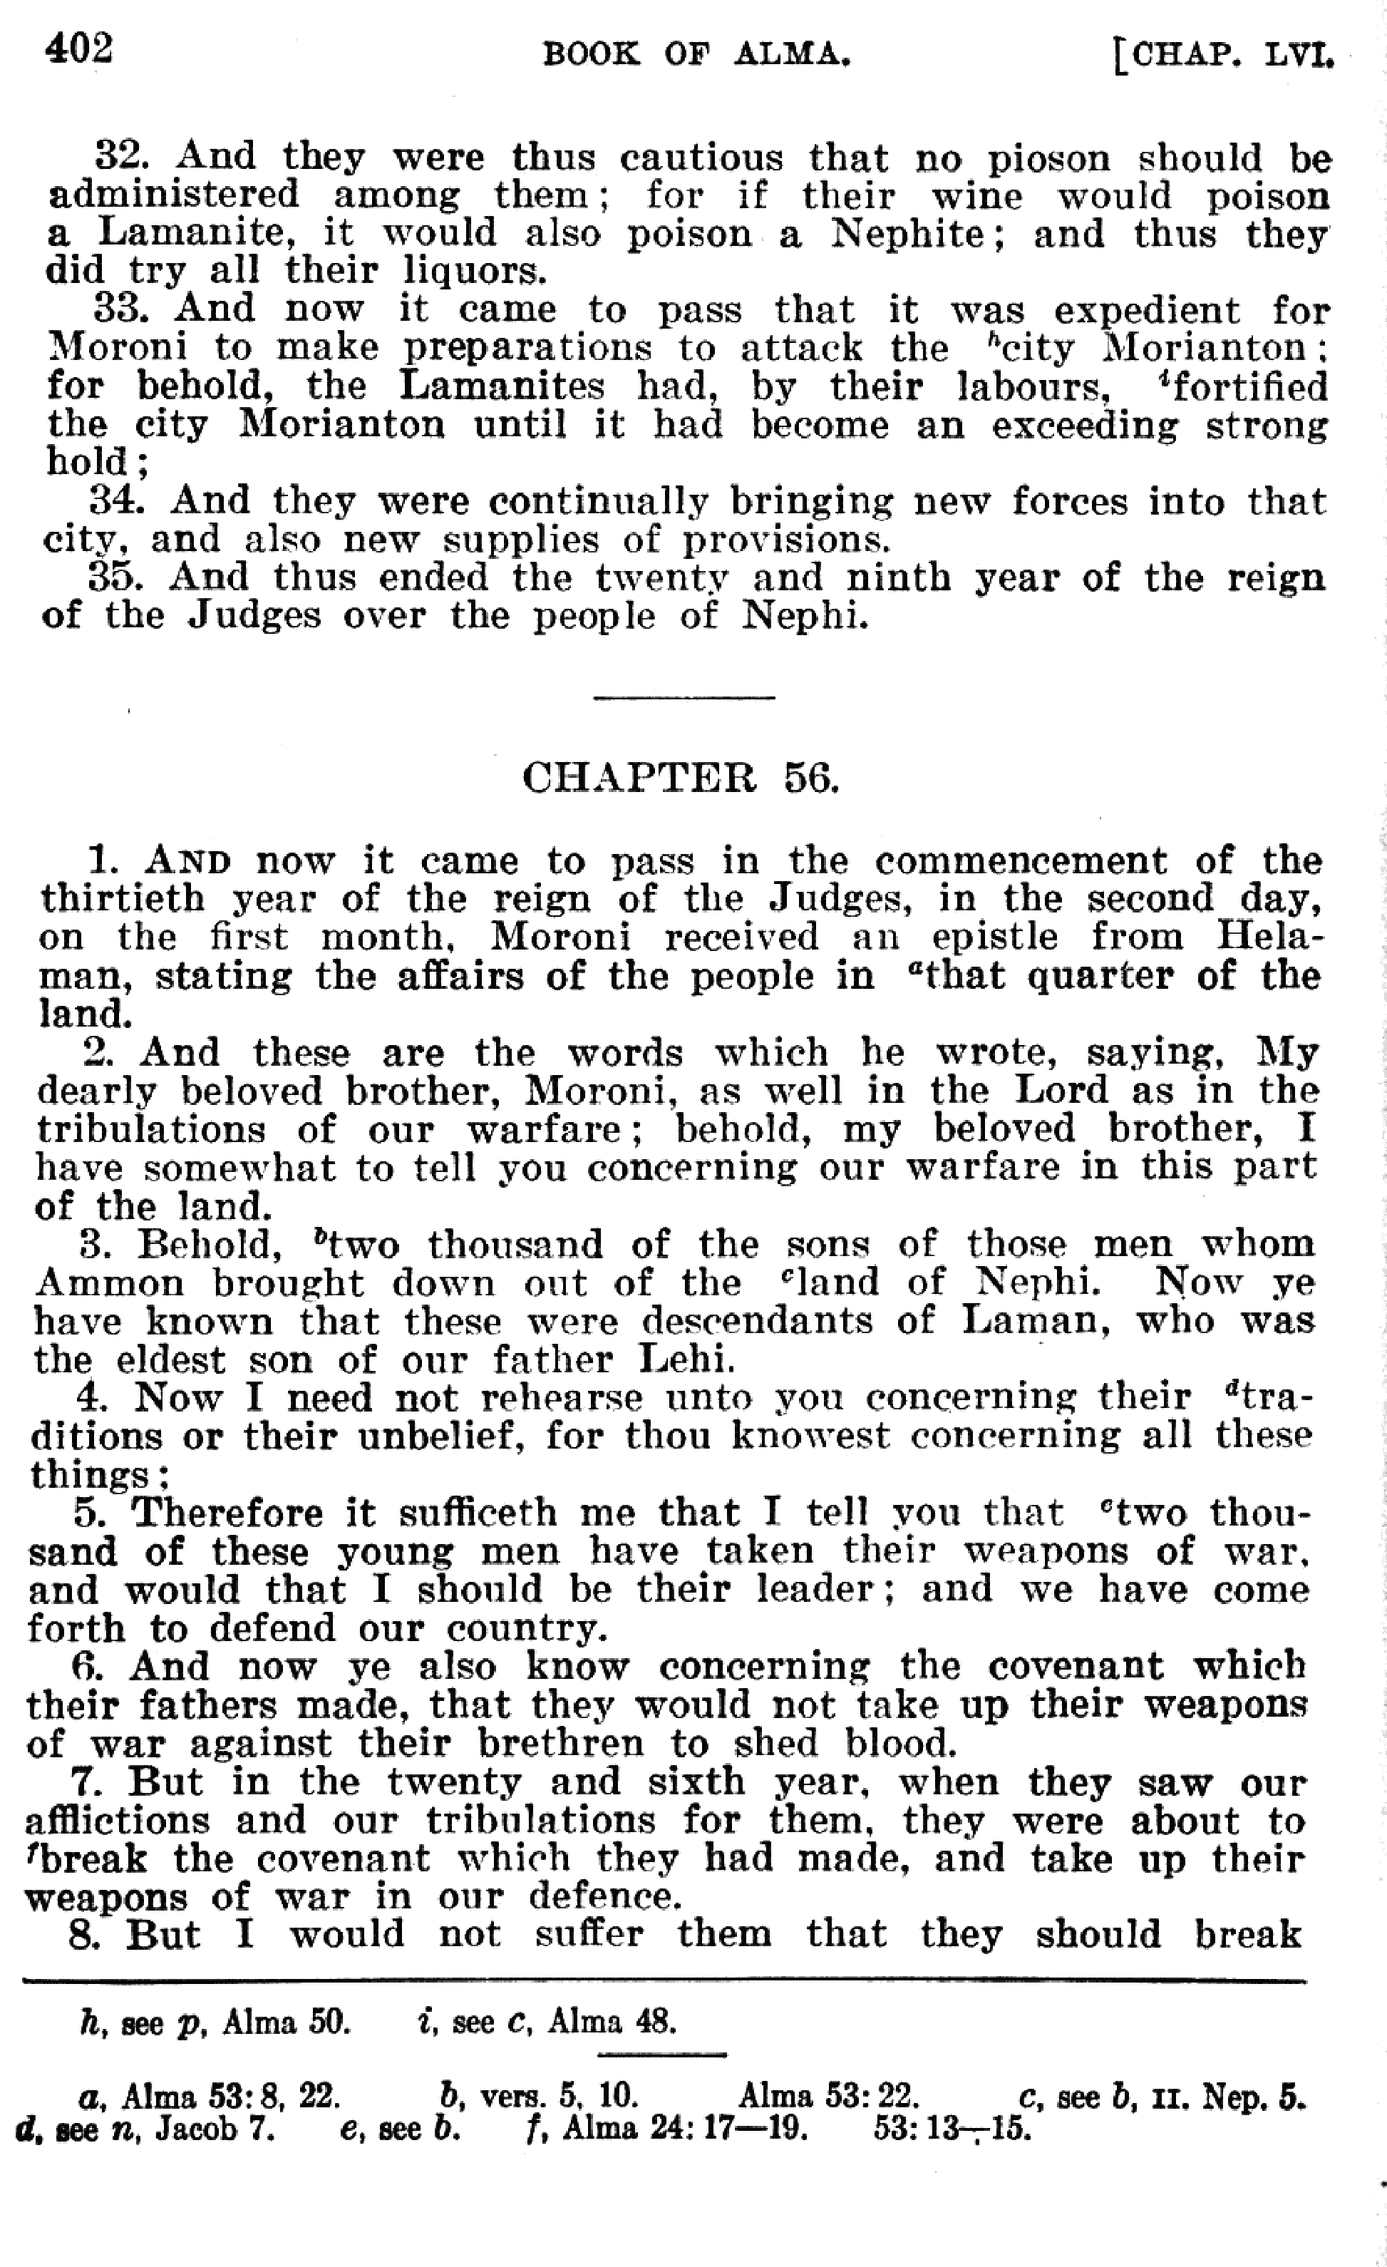 402 BOOK OF ALMA. [CHAP. LVI.
32. And they were thus cautious that no pioson should be
administered among them; for if their wine would poison
a Lamanite, it would also poison a Nephite; and thus they
did try all their liquors.
33. And now it came to pass that it was expedient for
Moroni to make preparations to attack the hcity Morianton;
for behold, the Lamanites had, by their labours, ifortified
the city Morianton until it had become an exceeding strong
hold;
34. And they were continually bringing new forces into that
city, and also new supplies of provisions.
35. And thus ended the twenty and ninth year of the reign
of the Judges over the people of Nephi.
CHAPTER 56.
1. AND now it came to pass in the commencement of the
thirtieth year of the reign of the Judges, in the second day,
on the first month, Moroni received an epistle from Hela-
man, stating the affairs of the people in athat quarter of the
land.
2. And these are the words which he wrote, saying, My
dearly beloved brother, Moroni, as well in the Lord as in the
tribulations of our warfare; behold, my beloved brother, I
have somewhat to tell you concerning our warfare in this part
of the land.
3. Behold, btwo thousand of the sons of those men whom
Ammon brought down out of the cland of Nephi. Now ye
have known that these were descendants of Laman, who was
the eldest son of our father Lehi.
4. Now I need not rehearse unto you concerning their dtra-
ditions or their unbelief, for thou knowest concerning all these
things;
5. Therefore it sufficeth me that I tell you that etwo thou-
sand of these young men have taken their weapons of war,
and would that I should be their leader; and we have come
forth to defend our country.
6. And now ye also know concerning the covenant which
their fathers made, that they would not take up their weapons
of war against their brethren to shed blood.
7. But in the twenty and sixth year, when they saw our
afflictions and our tribulations for them, they were about to
fbreak the covenant which they had made, and take up their
weapons of war in our defence.
8. But I would not suffer them that they should break
h, see p, Alma 50. i, see c, Alma 48.
a, Alma 53: 8, 22. b, vers. 5, 10. Alma 53: 22. c, see b, II. Nep. 5.
d, see n, Jacob 7. e, see b. f, Alma 24: 17—19. 53: 13—15.